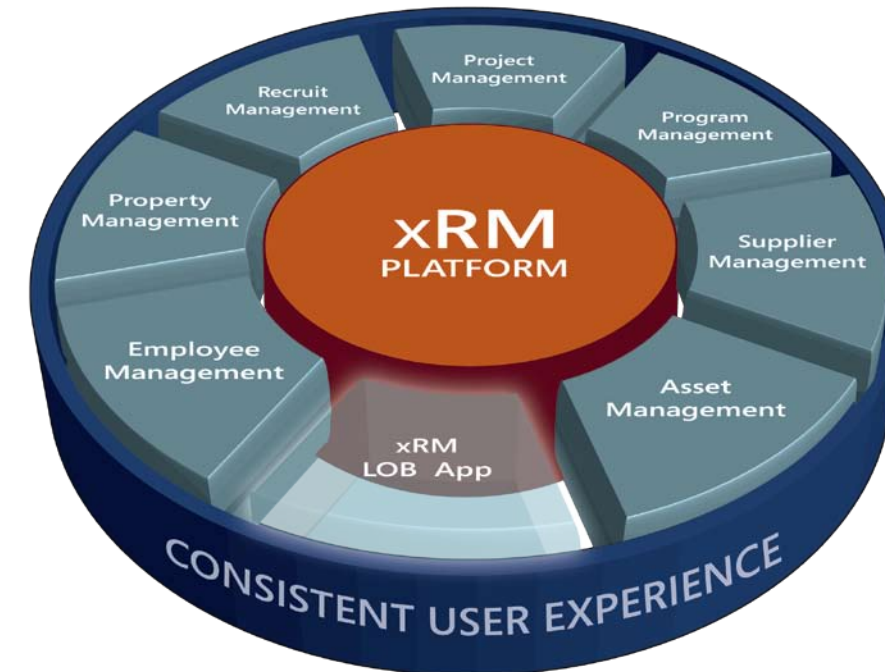 Project
Management
Recruit
Management
Program
Management
Property
Management
xRM
PLATFORM
Supplier
Management
Employee
Management
Asset
Management
xRM
LOB App
CONSISTENT USER EXPERIENCE